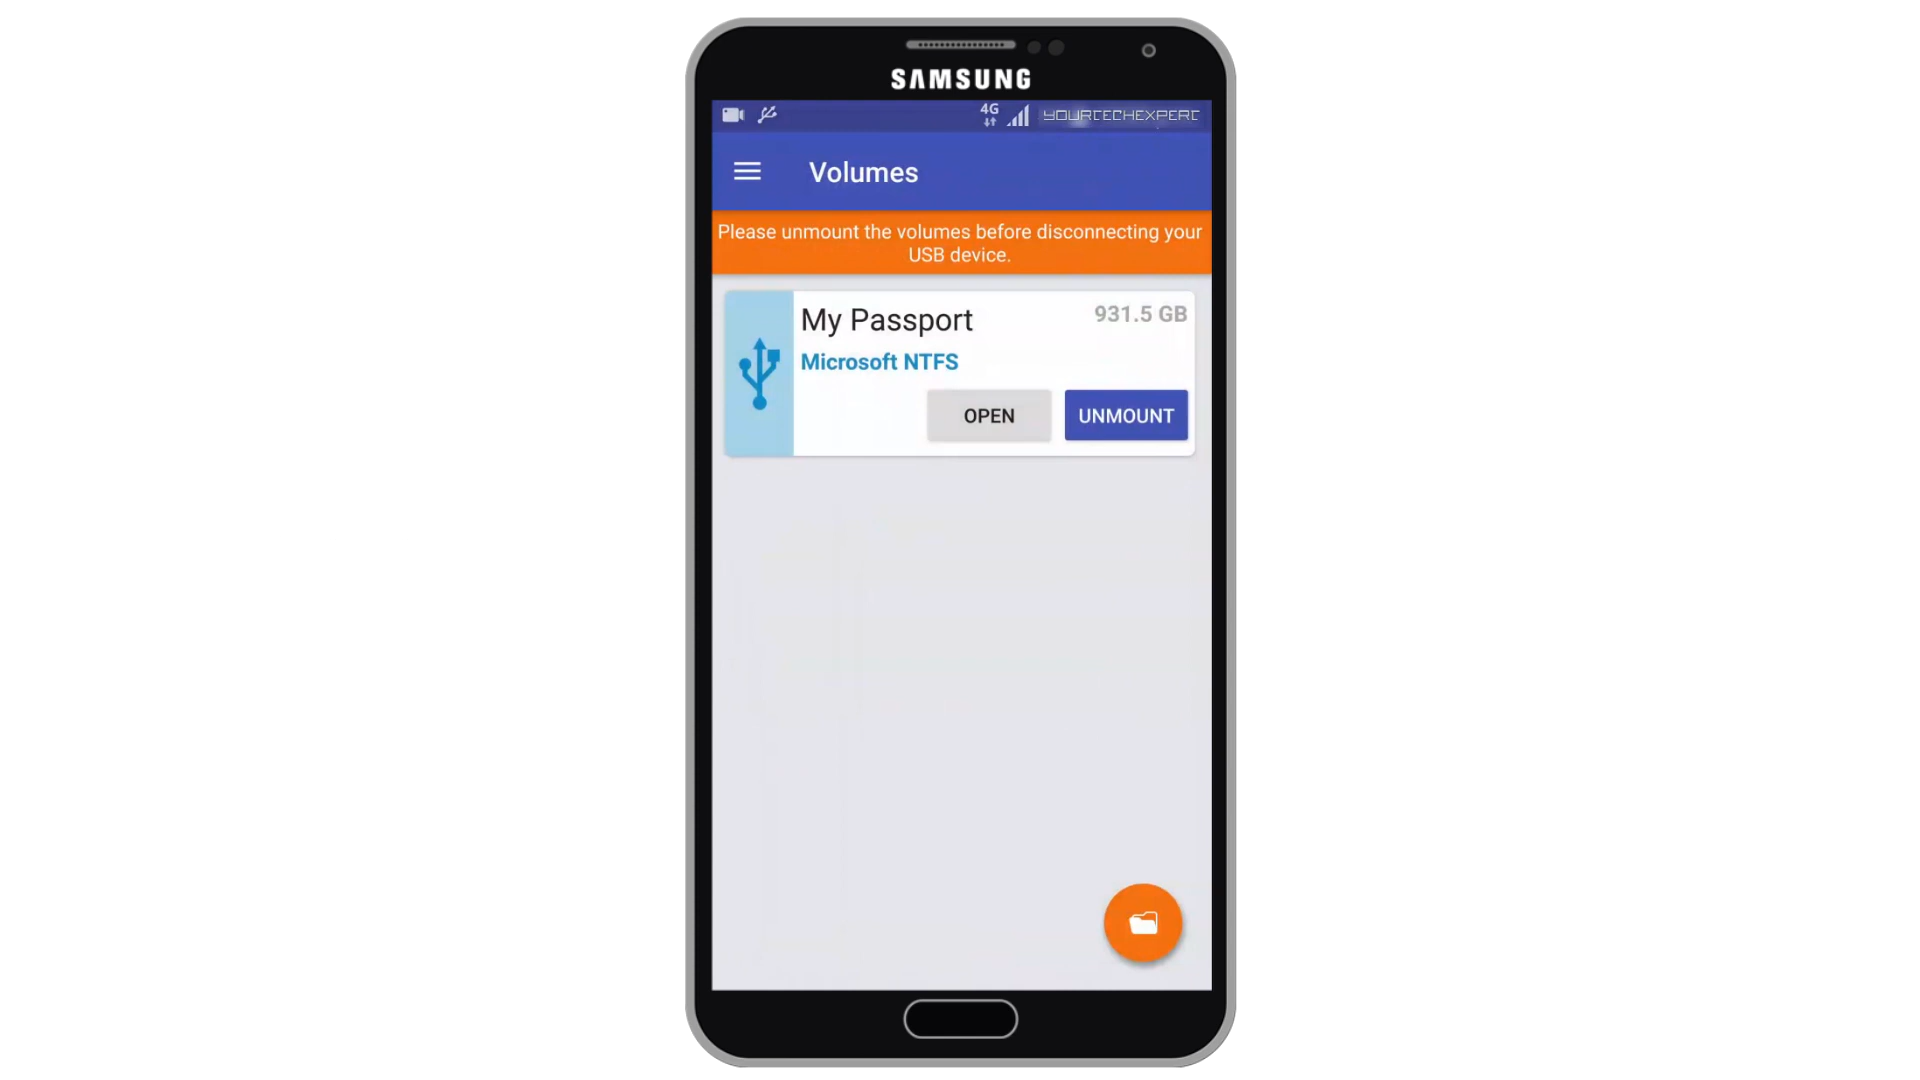 SAMSUNG
4G YOURTECHEXPERT
Volumes
Please unmount the volumes before disconnecting your
USB device.
My Passport 931.5 GB
Microsoft NTFS
OPEN UNMOUNT